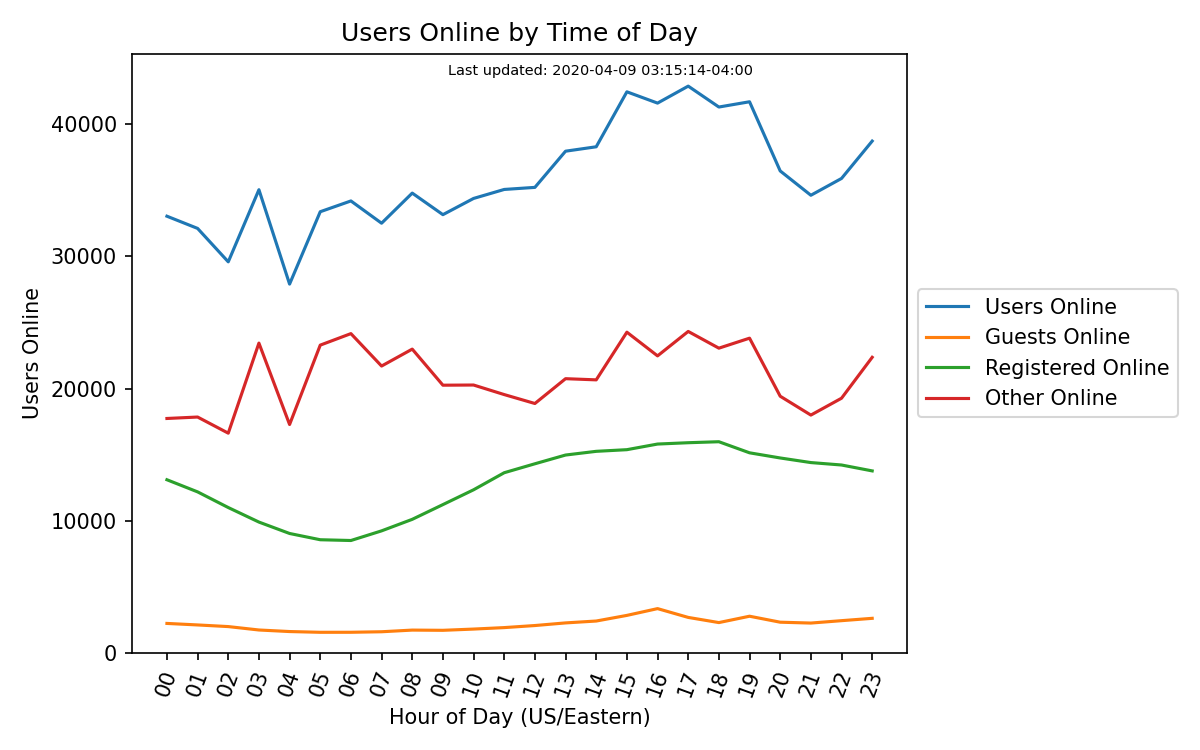 Users Online by Time of Day
Last updated: 2020-04-09 03:15:14-04:00
Users Online
40000
30000
20000
10000
0
00 01 02 03 04 05 06 07 08 09 10 11 12 13 14 15 16 17 18 19 20 21 22 23
Hour of Day (US/Eastern)
Users Online
Guests Online
Registered Online
Other Online